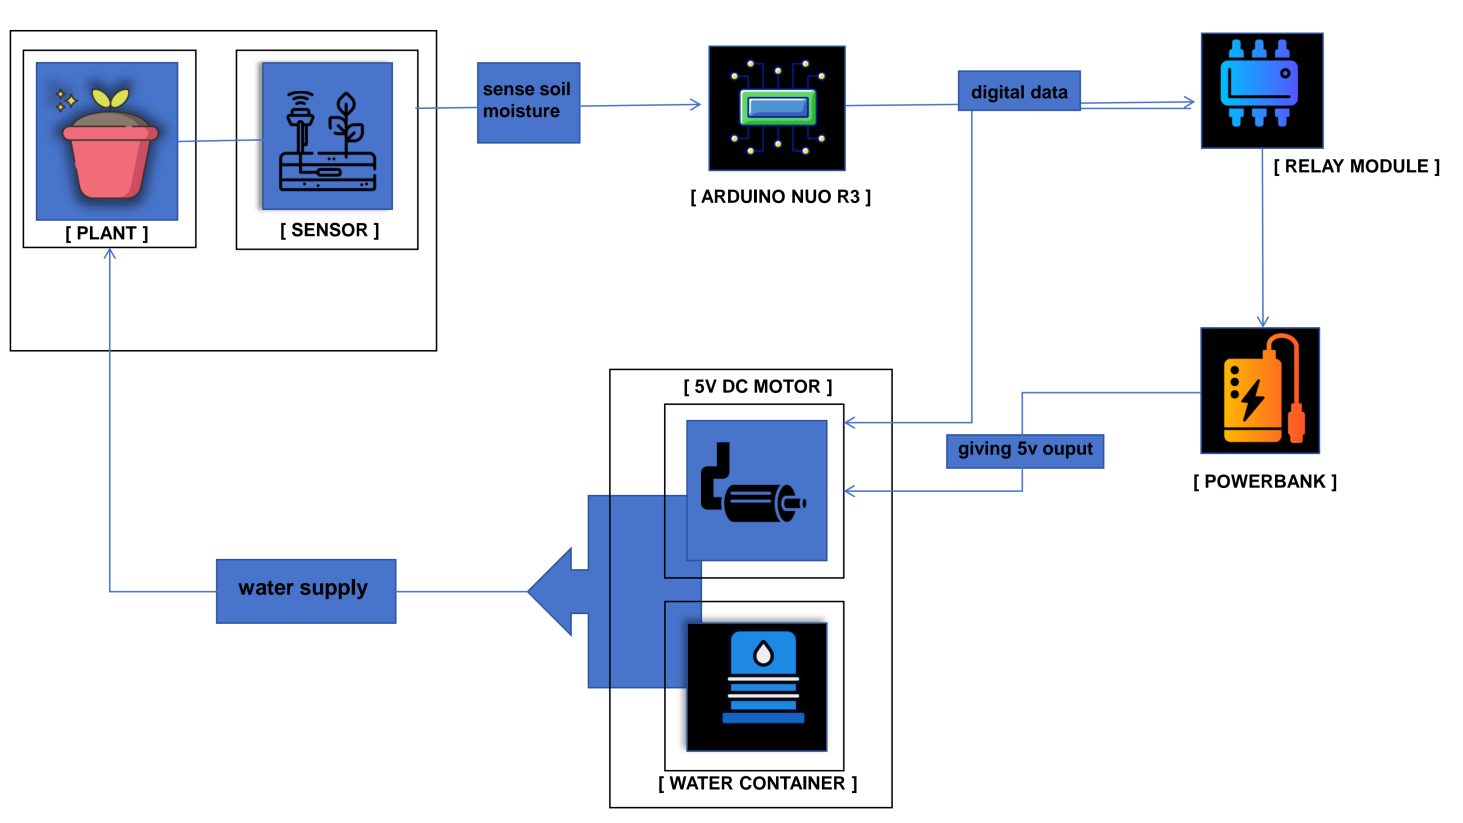 sense soil
moisture
digital data
[ RELAY MODULE ]
[ ARDUINO NUO R3 ]
[ PLANT ]
[ SENSOR ]
[ 5V DC MOTOR ]
giving 5v ouput
[ POWERBANK ]
water supply
[ WATER CONTAINER ]